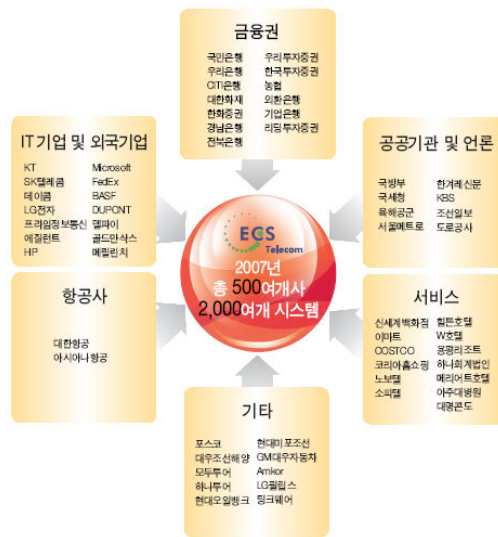 금융권
국민은행 우리투자증권
우리은행 한국투자증권
CITI은행 농협
대한화재 외환은행
한화증권 기업은행
경남은행 리딩투자증권
전북은행
IT기업 및 외국기업
KT Microsoft
SK텔레콤 FedEx
데이콤 BASF
LG전자 DUPONT
프라임정보통신 델파이
에질런트 골드만삭스
HP 메릴린치
공공기관 및 언론
국방부 한겨레신문
국세청 KBS
육해공군 조선일보
서울메트로 도로공사
ECS
Telecom
2007년
총 500여개사
2,000여개 시스템
항공사
대한항공
아시아나항공
서비스
신세계백화점 힐튼호텔
이마트 W호텔
COSTCO 용평리조트
코리아홈쇼핑 하나회계법인
노보텔 메리어트호텔
소피텔 아주대병원
대명콘도
기타
포스코 현대미포조선
대우조선해양 GM대우자동차
모두투어 Amkor
하나투어 LG필립스
현대오일뱅크 팅크웨어